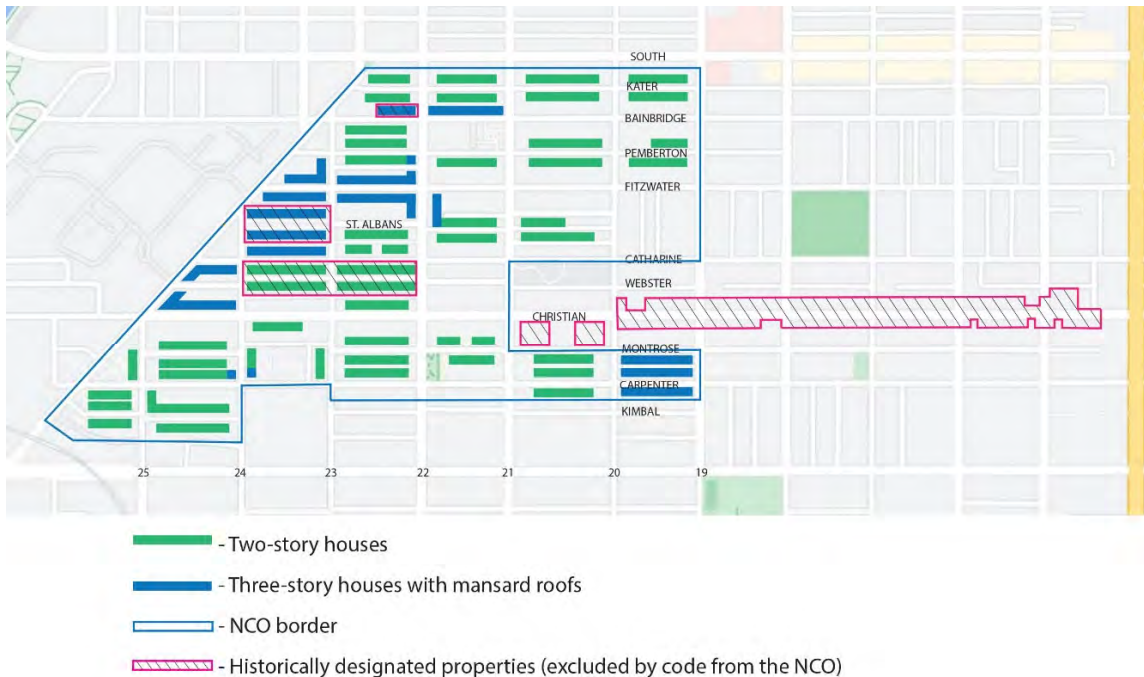 SOUTH
KATER
BAINBRIDGE
PEMBERTON
FITZWATER
ST. ALBANS
CATHARINE
WEBSTER
CHRISTIAN
MONTROSE
CARPENTER
KIMBAL
25 24 23 22 21 20 19
- Two-story houses
- Three-story houses with mansard roofs
- NCO border
- Historically designated properties (excluded by code from the NCO)